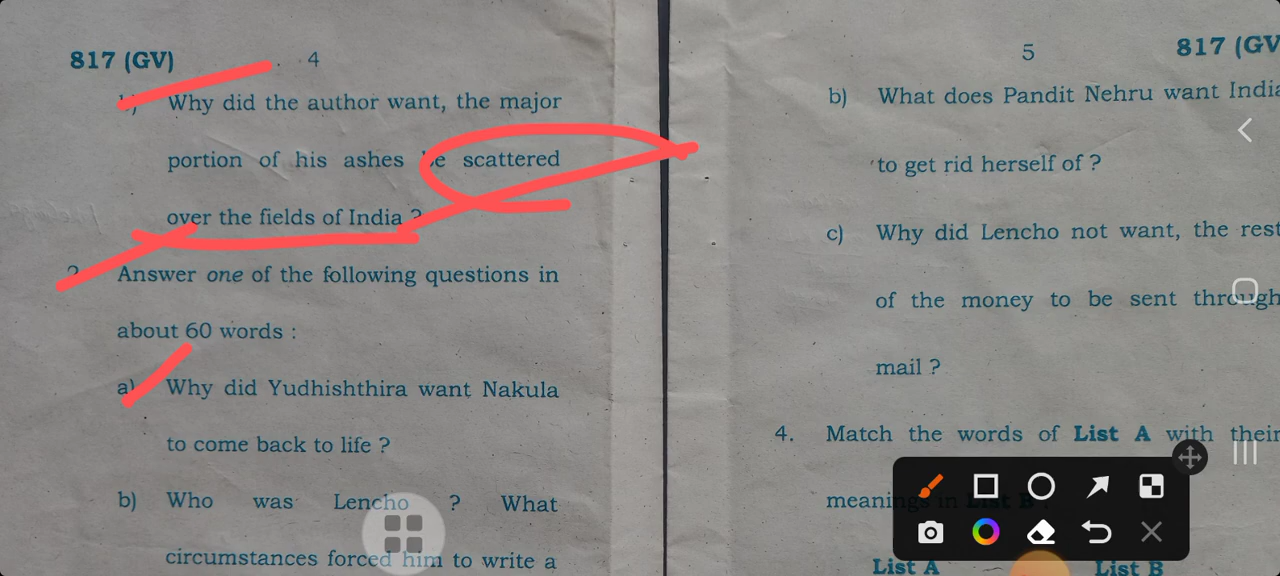 817 (GV)
4
Why did the author want, the major
portion of his ashes be scattered
over the fields of India ?
2. Answer one of the following questions in
about 60 words :
a) Why did Yudhishthira want Nakula
to come back to life ?
b) Who was Lencho ? What
circumstances forced him to write a
5
817 (GV
b) What does Pandit Nehru want India
to get rid herself of ?
c) Why did Lencho not want, the rest
of the money to be sent through
mail ?
4. Match the words of List A with their
meanings in List B
List A
List B